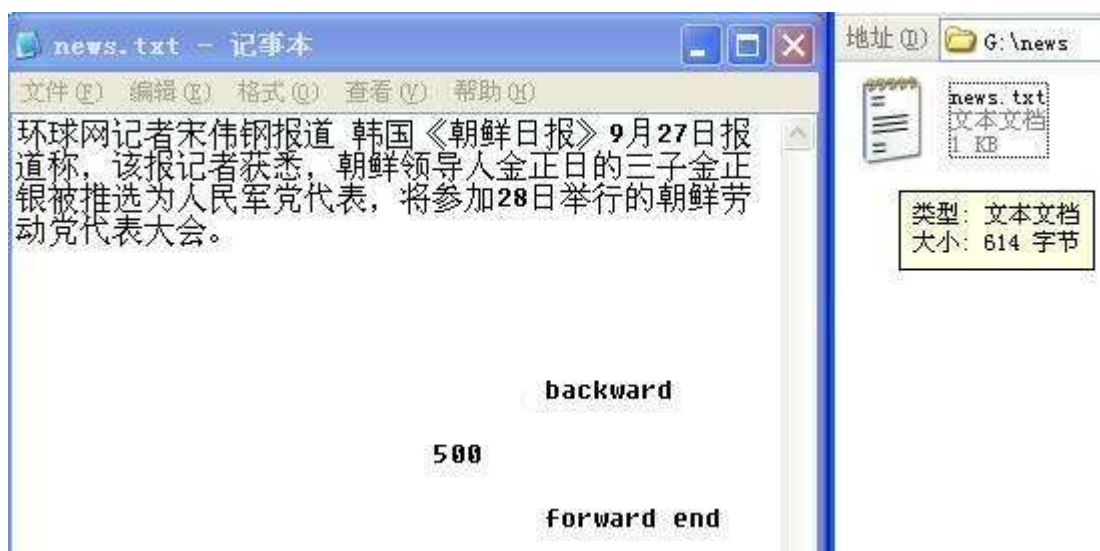 news.txt - 记事本
文件(F) 编辑(E) 格式(O) 查看(V) 帮助(H)
环球网记者宋伟钢报道 韩国《朝鲜日报》9月27日报
道称，该报记者获悉，朝鲜领导人金正日的三子金正
银被推选为人民军党代表，将参加28日举行的朝鲜劳
动党代表大会。
backward
500
forward end
地址(D) G:\news
news.txt
文本文档
1 KB
类型: 文本文档
大小: 614 字节